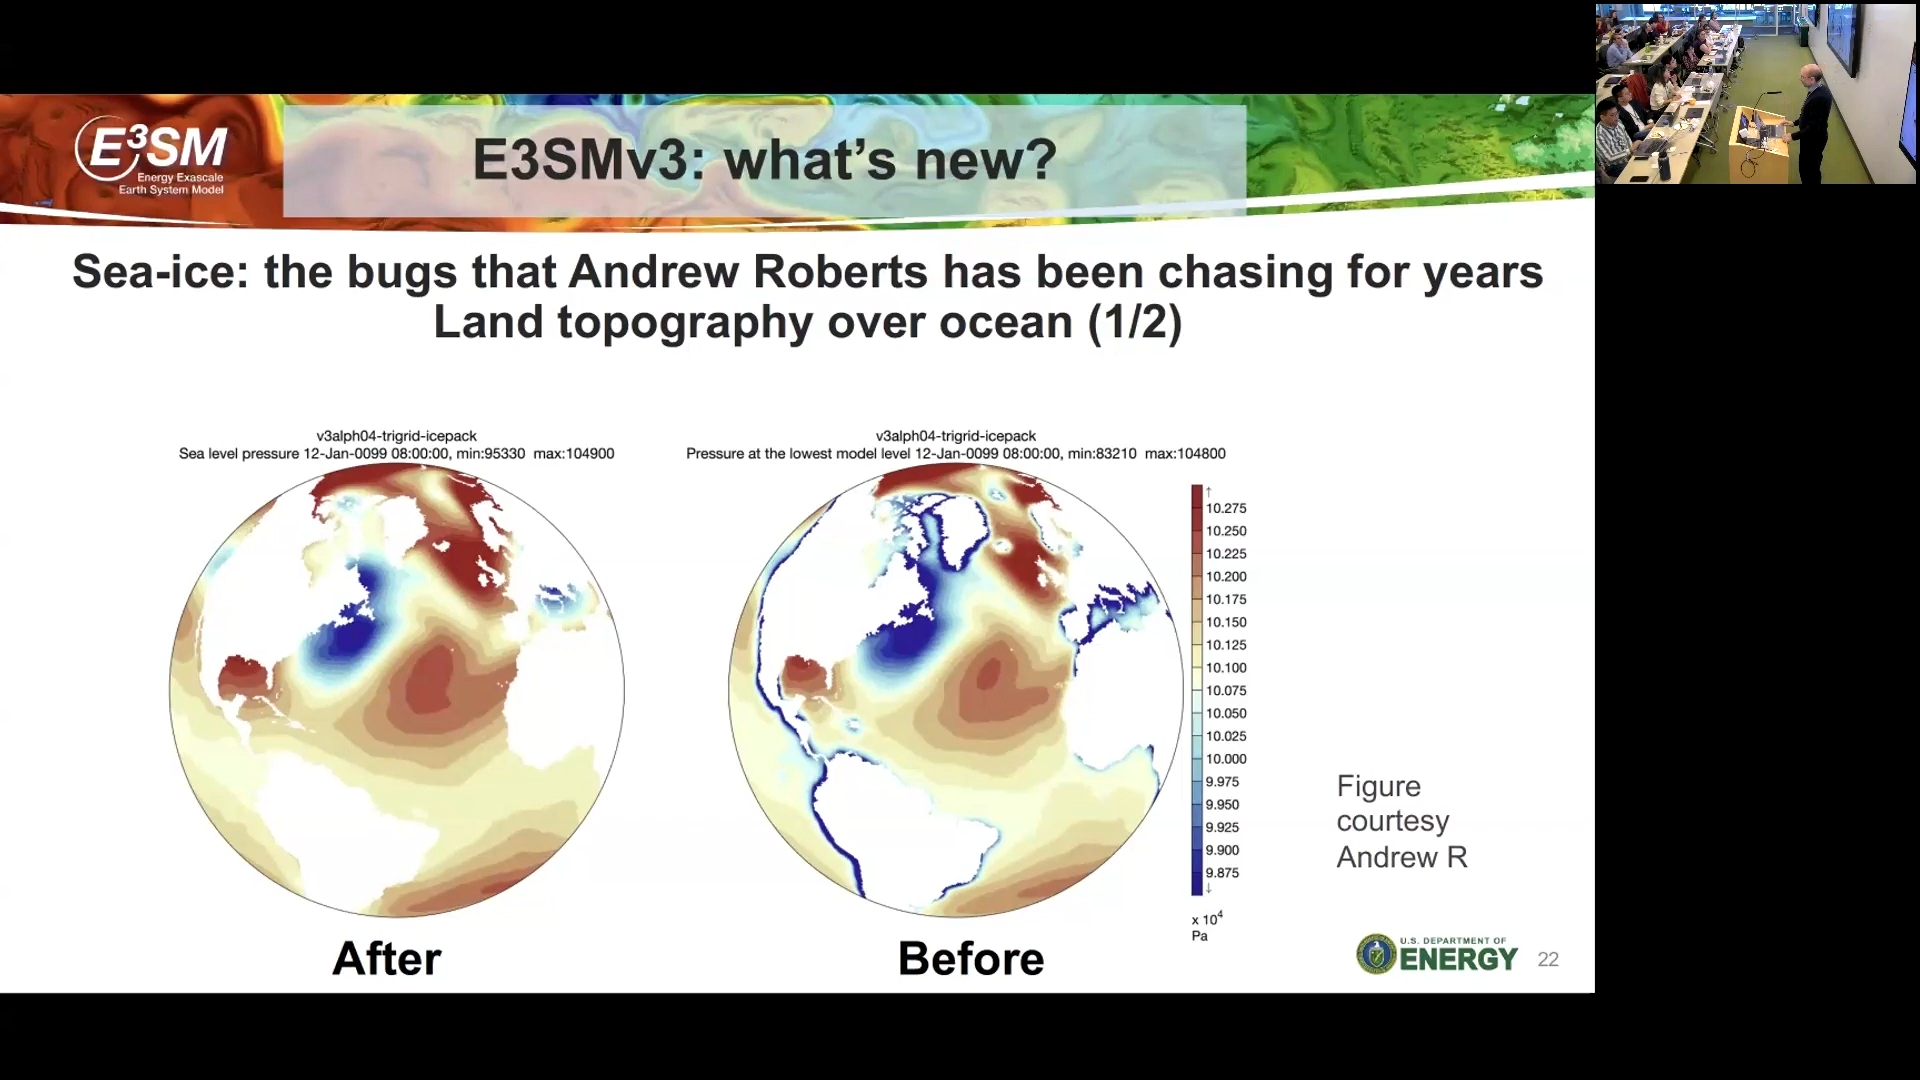 E3SM
Energy Exascale
Earth System Model
E3SMv3: what's new?
Sea-ice: the bugs that Andrew Roberts has been chasing for years
Land topography over ocean (1/2)
v3alph04-trigrid-icepack
Sea level pressure 12-Jan-0099 08:00:00, min:95330 max:104900
v3alph04-trigrid-icepack
Pressure at the lowest model level 12-Jan-0099 08:00:00, min:83210 max:104800
↑
10.275
10.250
10.225
10.200
10.175
10.150
10.125
10.100
10.075
10.050
10.025
10.000
9.975
9.950
9.925
9.900
9.875
↓
x 10⁴
Pa
Figure
courtesy
Andrew R
After
Before
U.S. DEPARTMENT OF
ENERGY
22